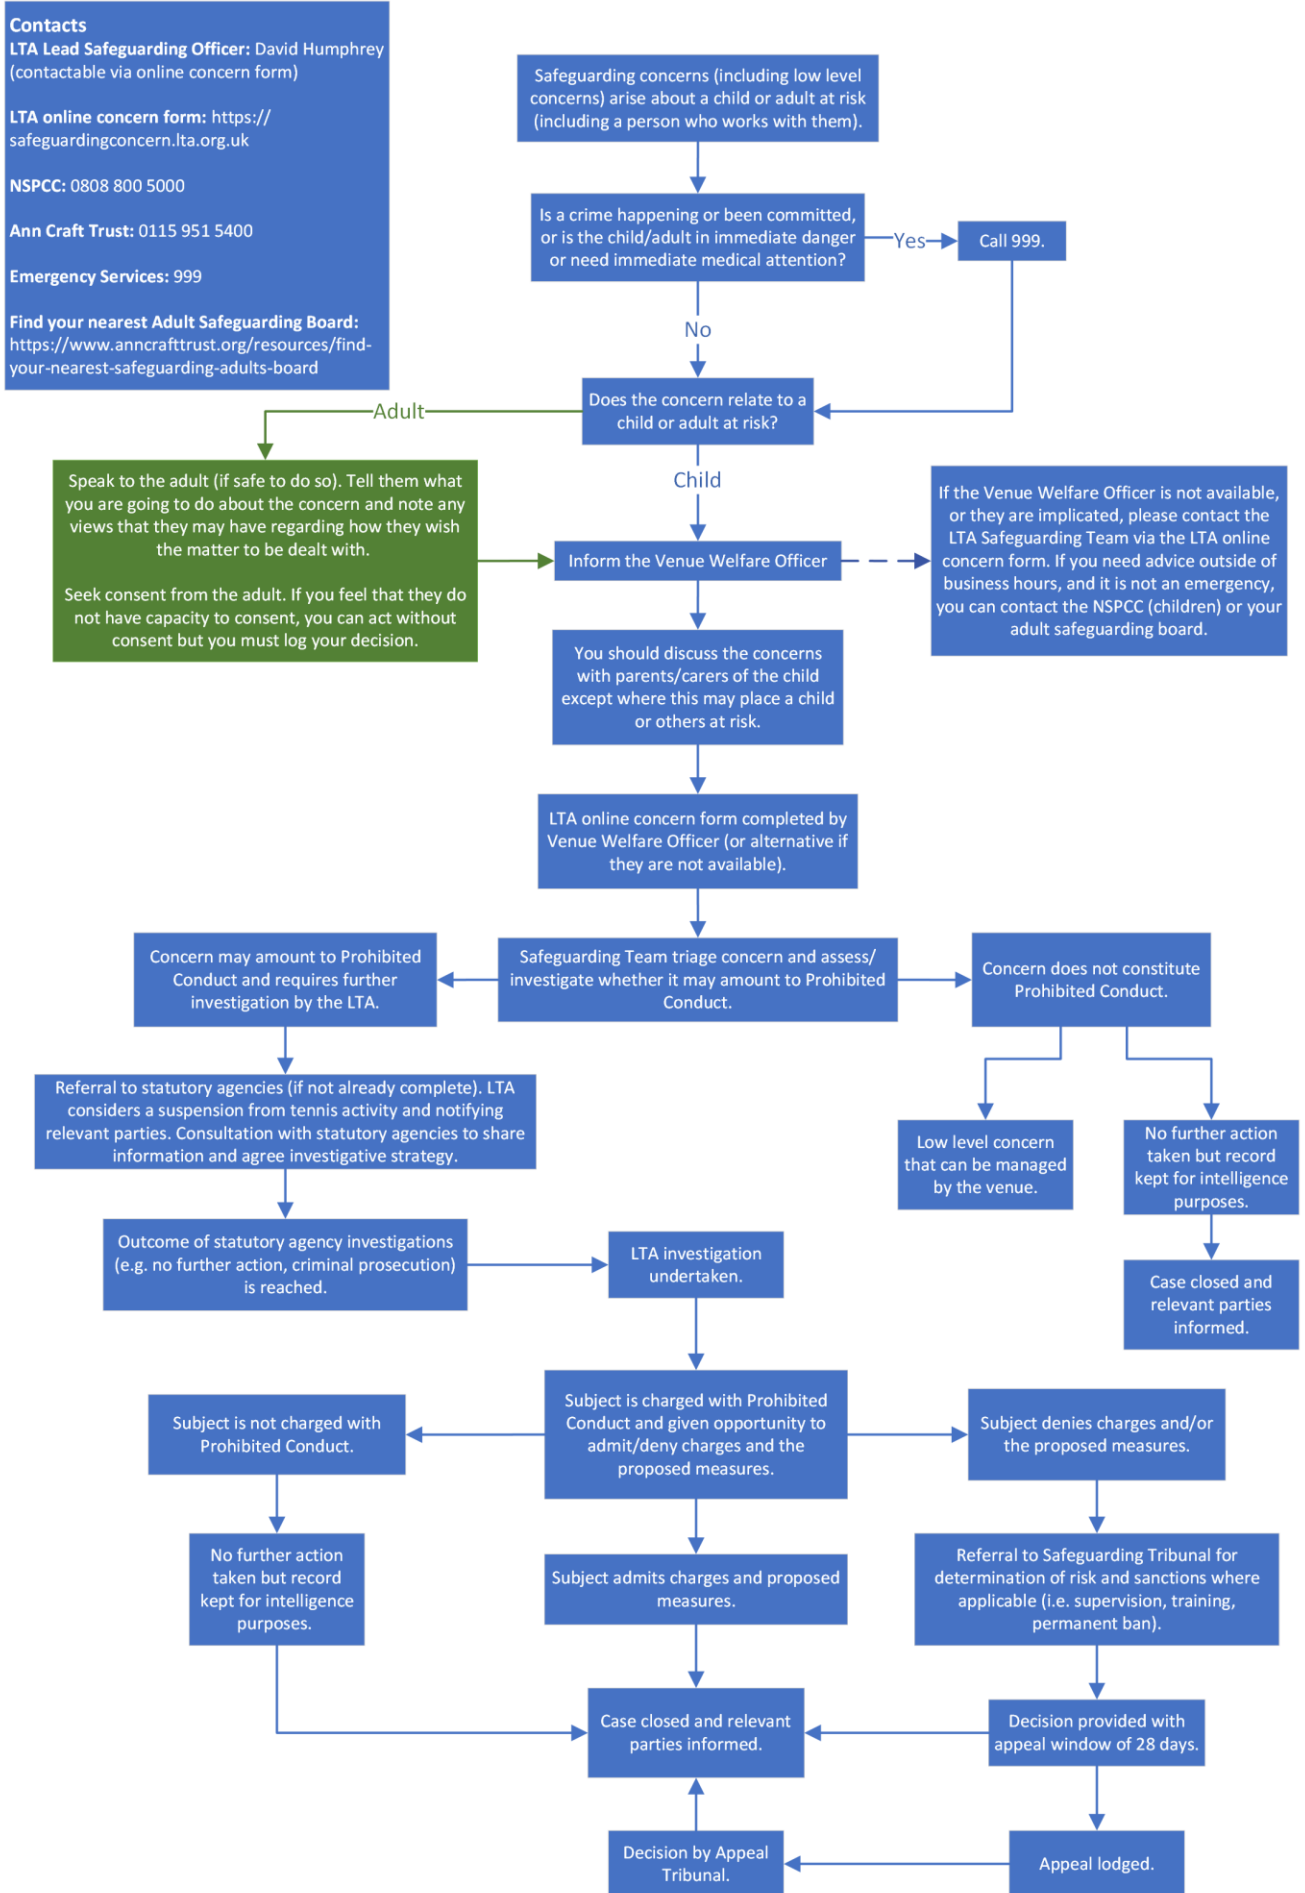 Contacts
LTA Lead Safeguarding Officer: David Humphrey
(contactable via online concern form)
LTA online concern form: https://
safeguardingconcern.lta.org.uk
NSPCC: 0808 800 5000
Ann Craft Trust: 0115 951 5400
Emergency Services: 999
Find your nearest Adult Safeguarding Board:
https://www.anncrafttrust.org/resources/find-
your-nearest-safeguarding-adults-board
Safeguarding concerns (including low level
concerns) arise about a child or adult at risk
(including a person who works with them).
Is a crime happening or been committed,
or is the child/adult in immediate danger
or need immediate medical attention?
Yes
Call 999.
No
Does the concern relate to a
child or adult at risk?
Adult
Speak to the adult (if safe to do so). Tell them what
you are going to do about the concern and note any
views that they may have regarding how they wish
the matter to be dealt with.
Seek consent from the adult. If you feel that they do
not have capacity to consent, you can act without
consent but you must log your decision.
Child
Inform the Venue Welfare Officer
If the Venue Welfare Officer is not available,
or they are implicated, please contact the
LTA Safeguarding Team via the LTA online
concern form. If you need advice outside of
business hours, and it is not an emergency,
you can contact the NSPCC (children) or your
adult safeguarding board.
You should discuss the concerns
with parents/carers of the child
except where this may place a child
or others at risk.
LTA online concern form completed by
Venue Welfare Officer (or alternative if
they are not available).
Safeguarding Team triage concern and assess/
investigate whether it may amount to Prohibited
Conduct.
Concern may amount to Prohibited
Conduct and requires further
investigation by the LTA.
Concern does not constitute
Prohibited Conduct.
Referral to statutory agencies (if not already complete). LTA
considers a suspension from tennis activity and notifying
relevant parties. Consultation with statutory agencies to share
information and agree investigative strategy.
Low level concern
that can be managed
by the venue.
No further action
taken but record
kept for intelligence
purposes.
Outcome of statutory agency investigations
(e.g. no further action, criminal prosecution)
is reached.
LTA investigation
undertaken.
Case closed and
relevant parties
informed.
Subject is not charged with
Prohibited Conduct.
Subject is charged with Prohibited
Conduct and given opportunity to
admit/deny charges and the
proposed measures.
Subject denies charges and/or
the proposed measures.
No further action
taken but record
kept for intelligence
purposes.
Subject admits charges and proposed
measures.
Referral to Safeguarding Tribunal for
determination of risk and sanctions where
applicable (i.e. supervision, training,
permanent ban).
Case closed and relevant
parties informed.
Decision provided with
appeal window of 28 days.
Decision by Appeal
Tribunal.
Appeal lodged.